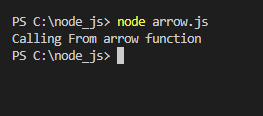 PS C:\node_js> node arrow.js
Calling From arrow function
PS C:\node_js>